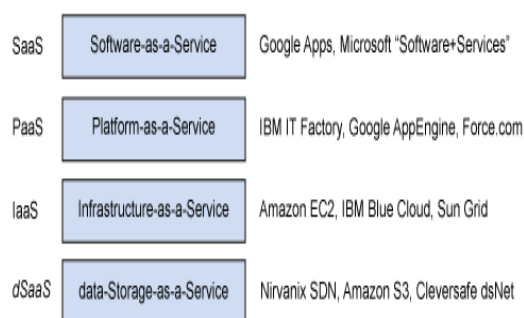 SaaS Software-as-a-Service Google Apps, Microsoft “Software+Services”
PaaS Platform-as-a-Service IBM IT Factory, Google AppEngine, Force.com
IaaS Infrastructure-as-a-Service Amazon EC2, IBM Blue Cloud, Sun Grid
dSaaS data-Storage-as-a-Service Nirvanix SDN, Amazon S3, Cleversafe dsNet